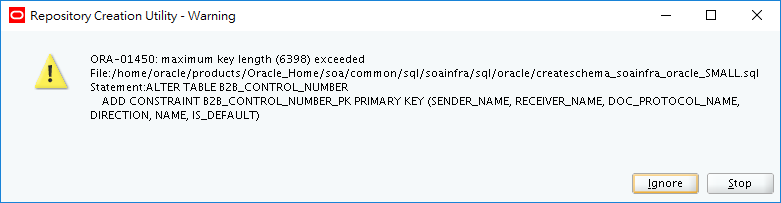 Repository Creation Utility - Warning
ORA-01450: maximum key length (6398) exceeded
File:/home/oracle/products/Oracle_Home/soa/common/sql/soainfra/sql/oracle/createschema_soainfra_oracle_SMALL.sql
Statement:ALTER TABLE B2B_CONTROL_NUMBER
ADD CONSTRAINT B2B_CONTROL_NUMBER_PK PRIMARY KEY (SENDER_NAME, RECEIVER_NAME, DOC_PROTOCOL_NAME,
DIRECTION, NAME, IS_DEFAULT)
Ignore
Stop